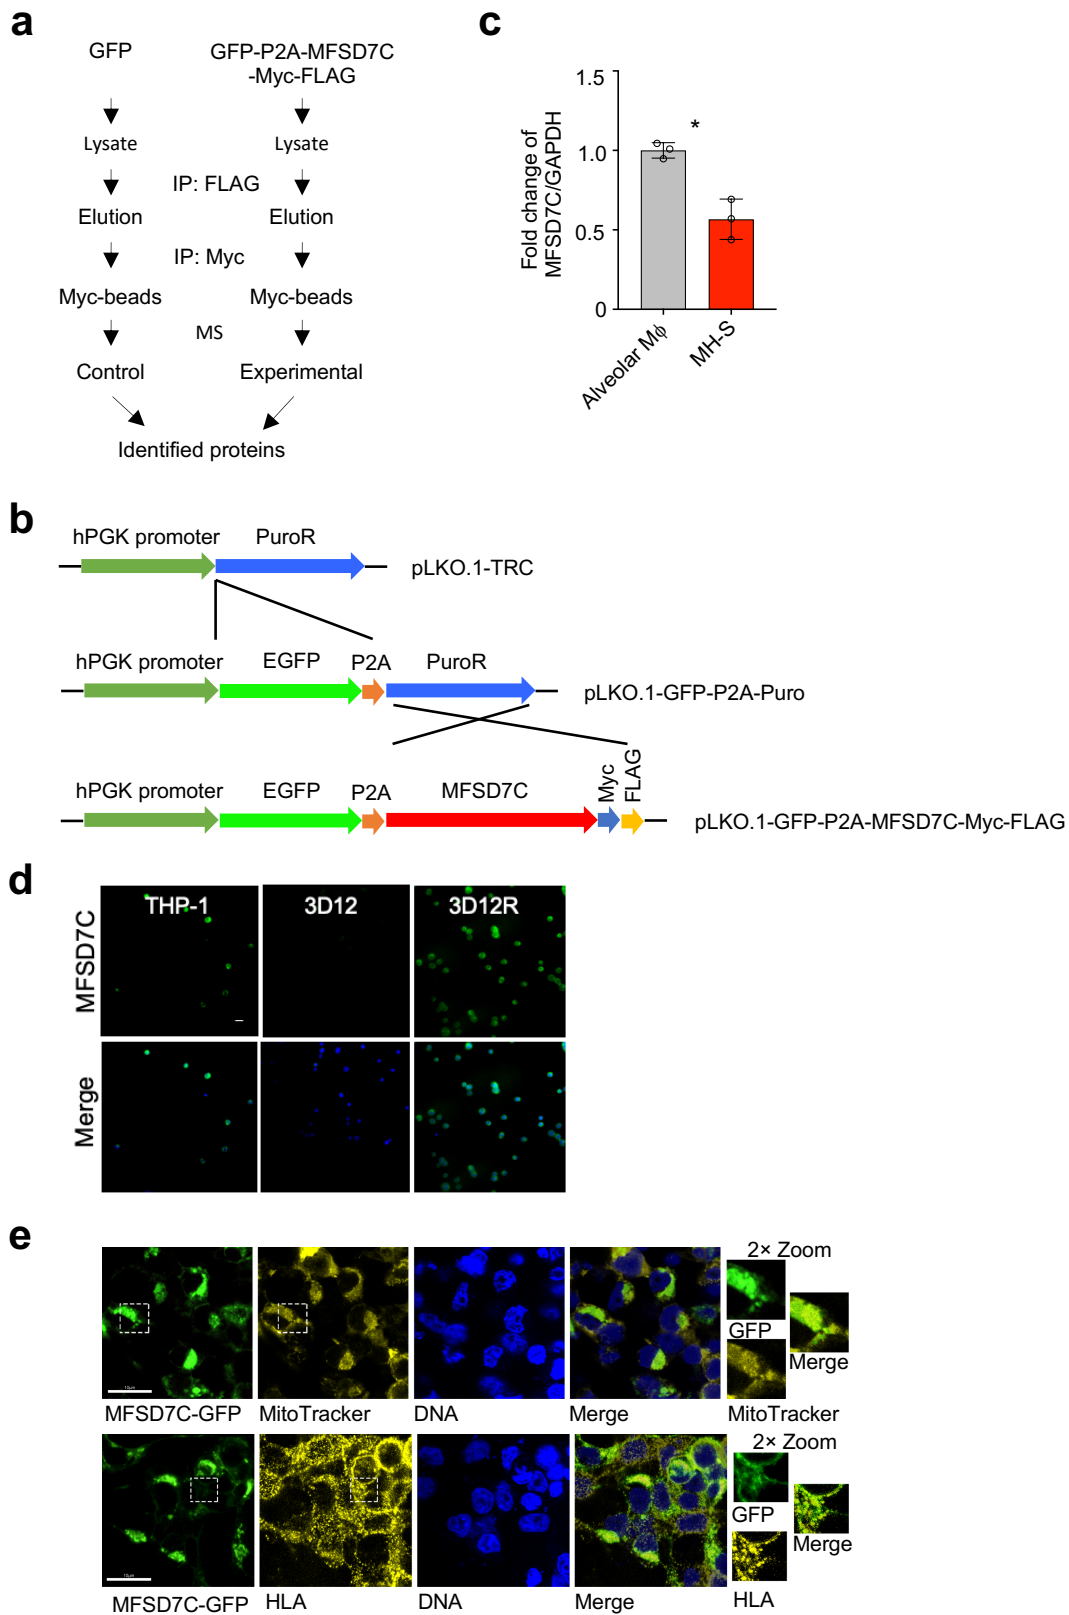 a
GFP
GFP-P2A-MFSD7C
-Myc-FLAG
Lysate
Lysate
IP: FLAG
Elution
Elution
IP: Myc
Myc-beads
Myc-beads
MS
Control
Experimental
Identified proteins
c
Fold change of
MFSD7C/GAPDH
1.5
1.0
0.5
0
*
Alveolar Mϕ
MH-S
b
hPGK promoter
PuroR
pLKO.1-TRC
hPGK promoter
EGFP
P2A
PuroR
pLKO.1-GFP-P2A-Puro
hPGK promoter
EGFP
P2A
MFSD7C
Myc
FLAG
pLKO.1-GFP-P2A-MFSD7C-Myc-FLAG
d
THP-1
3D12
3D12R
MFSD7C
Merge
e
2× Zoom
GFP
Merge
10μm
MFSD7C-GFP
MitoTracker
DNA
Merge
MitoTracker
2× Zoom
GFP
Merge
10μm
MFSD7C-GFP
HLA
DNA
Merge
HLA